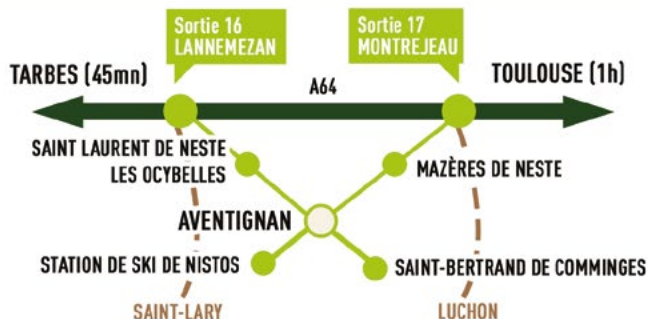 Sortie 16
LANNEMEZAN
Sortie 17
MONTREJEAU
TARBES (45mn)
A64
TOULOUSE (1h)
SAINT LAURENT DE NESTE
LES OCYBELLES
MAZÈRES DE NESTE
AVENTIGNAN
STATION DE SKI DE NISTOS
SAINT-BERTRAND DE COMMINGES
SAINT-LARY
LUCHON